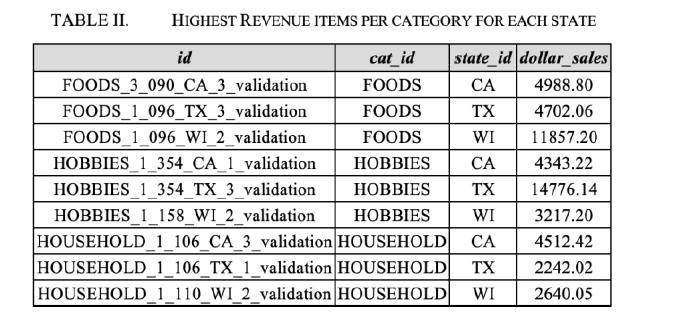 TABLE II. HIGHEST REVENUE ITEMS PER CATEGORY FOR EACH STATE
id cat_id state_id dollar_sales
FOODS_3_090_CA_3_validation FOODS CA 4988.80
FOODS_1_096_TX_3_validation FOODS TX 4702.06
FOODS_1_096_WI_2_validation FOODS WI 11857.20
HOBBIES_1_354_CA_1_validation HOBBIES CA 4343.22
HOBBIES_1_354_TX_3_validation HOBBIES TX 14776.14
HOBBIES_1_158_WI_2_validation HOBBIES WI 3217.20
HOUSEHOLD_1_106_CA_3_validation HOUSEHOLD CA 4512.42
HOUSEHOLD_1_106_TX_1_validation HOUSEHOLD TX 2242.02
HOUSEHOLD_1_110_WI_2_validation HOUSEHOLD WI 2640.05